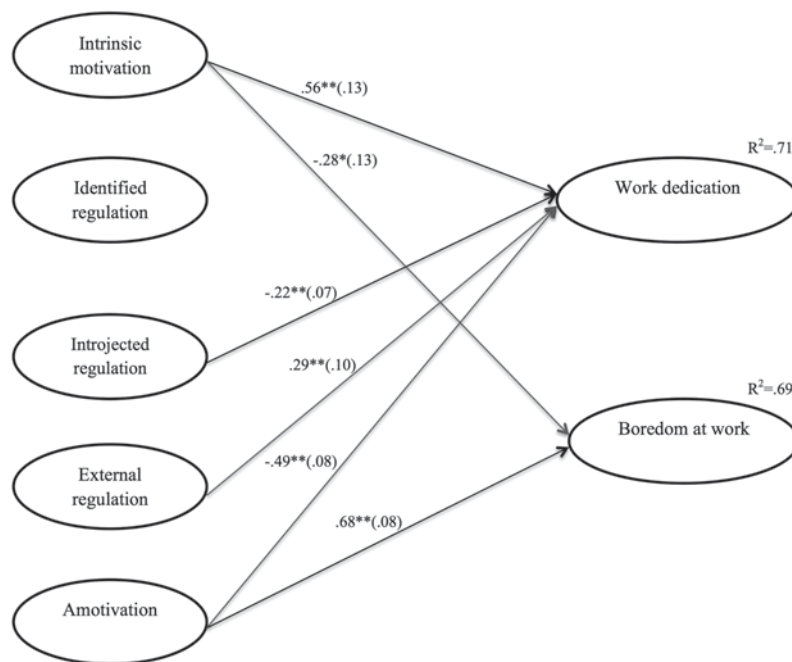 Intrinsic
motivation
.56**(.13)
-.28*(.13)
R²=.71
Work dedication
Identified
regulation
-.22**(.07)
Introjected
regulation
.29**(.10)
R²=.69
Boredom at work
External
regulation
-.49**(.08)
.68**(.08)
Amotivation